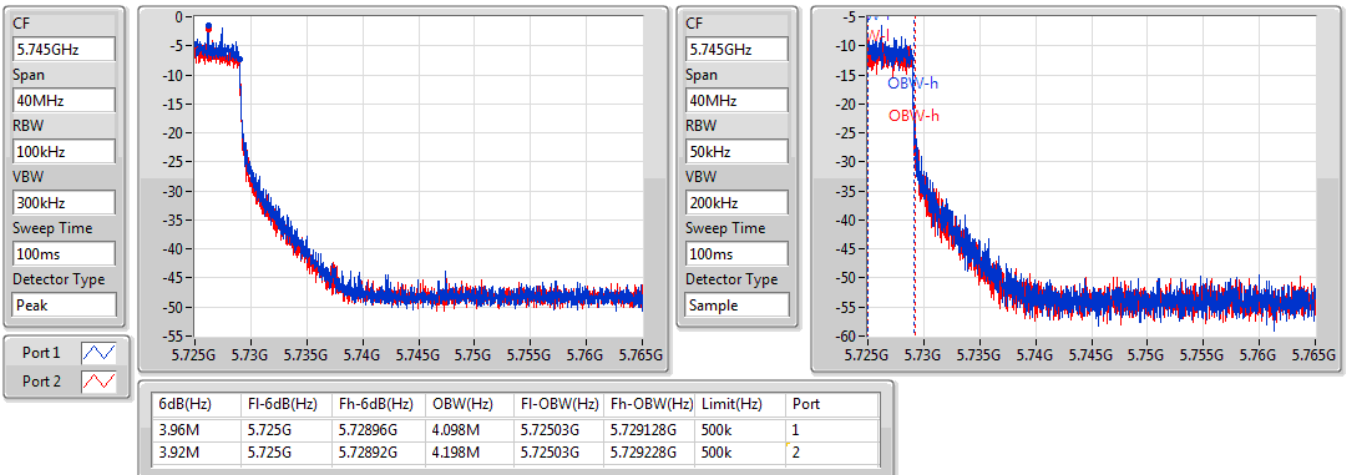 CF
5.745GHz
Span
40MHz
RBW
100kHz
VBW
300kHz
Sweep Time
100ms
Detector Type
Peak
Port 1
Port 2
0
-5
-10
-15
-20
-25
-30
-35
-40
-45
-50
-55
5.725G 5.73G 5.735G 5.74G 5.745G 5.75G 5.755G 5.76G 5.765G
CF
5.745GHz
Span
40MHz
RBW
50kHz
VBW
200kHz
Sweep Time
100ms
Detector Type
Sample
-5
-10
-15
-20
-25
-30
-35
-40
-45
-50
-55
-60
OBW-h
OBW-h
5.725G 5.73G 5.735G 5.74G 5.745G 5.75G 5.755G 5.76G 5.765G
6dB(Hz) Fl-6dB(Hz) Fh-6dB(Hz) OBW(Hz) Fl-OBW(Hz) Fh-OBW(Hz) Limit(Hz) Port
3.96M 5.725G 5.72896G 4.098M 5.72503G 5.729128G 500k 1
3.92M 5.725G 5.72892G 4.198M 5.72503G 5.729228G 500k 2